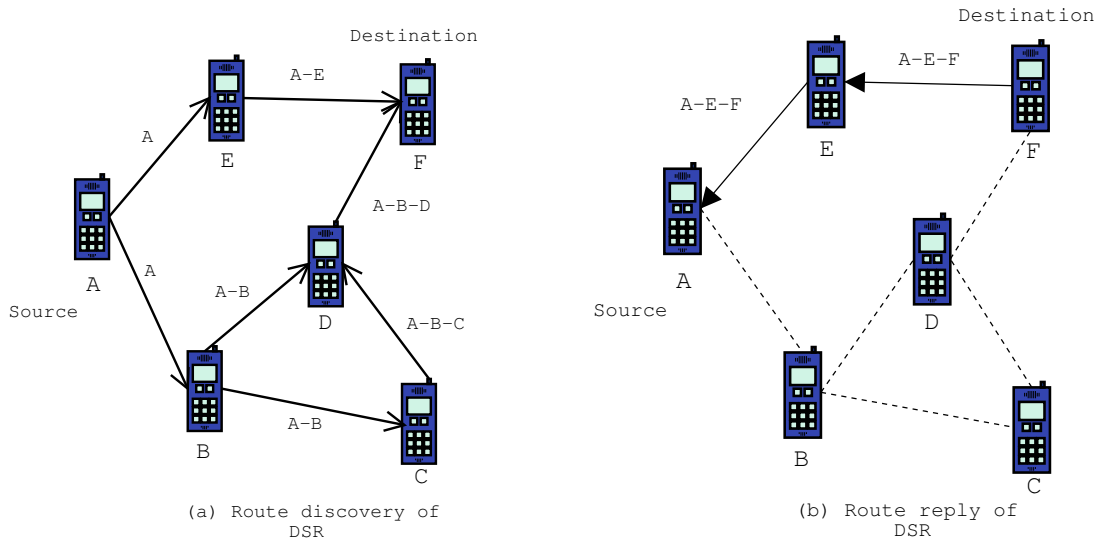 Destination
A-E
A
E
F
A-B-D
A
A
A-B
D
A-B-C
Source
B
A-B
C
(a) Route discovery of
DSR
Destination
A-E-F
A-E-F
E
F
A
D
Source
B
C
(b) Route reply of
DSR